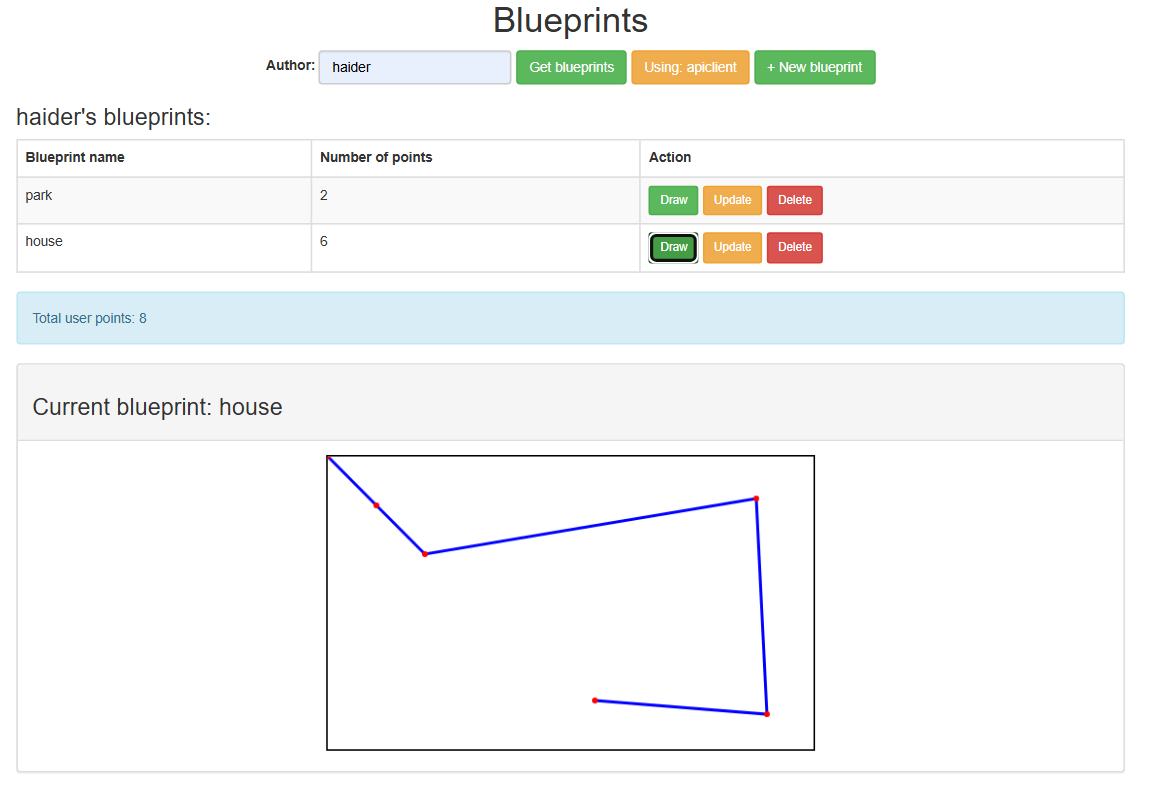 Blueprints
Author: haider Get blueprints Using: apiclient + New blueprint
haider's blueprints:
Blueprint name Number of points Action
park 2 Draw Update Delete
house 6 Draw Update Delete
Total user points: 8
Current blueprint: house